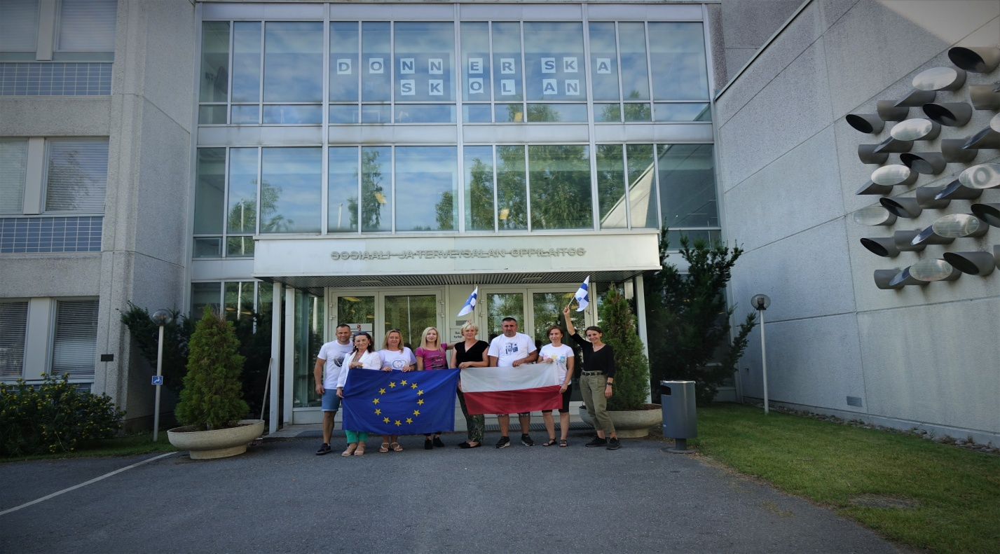 DONNERSKA
SKOLAN
SOSIAALI- JA TERVEYSALAN OPPILAITOS